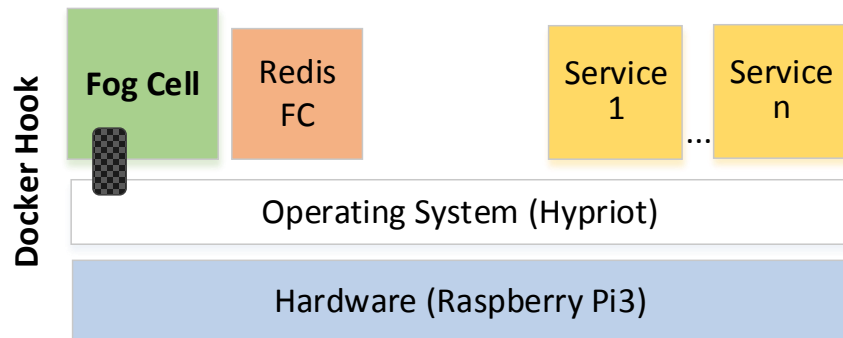 Docker Hook
Fog Cell
Redis
FC
Service
1
...
Service
n
Operating System (Hypriot)
Hardware (Raspberry Pi3)